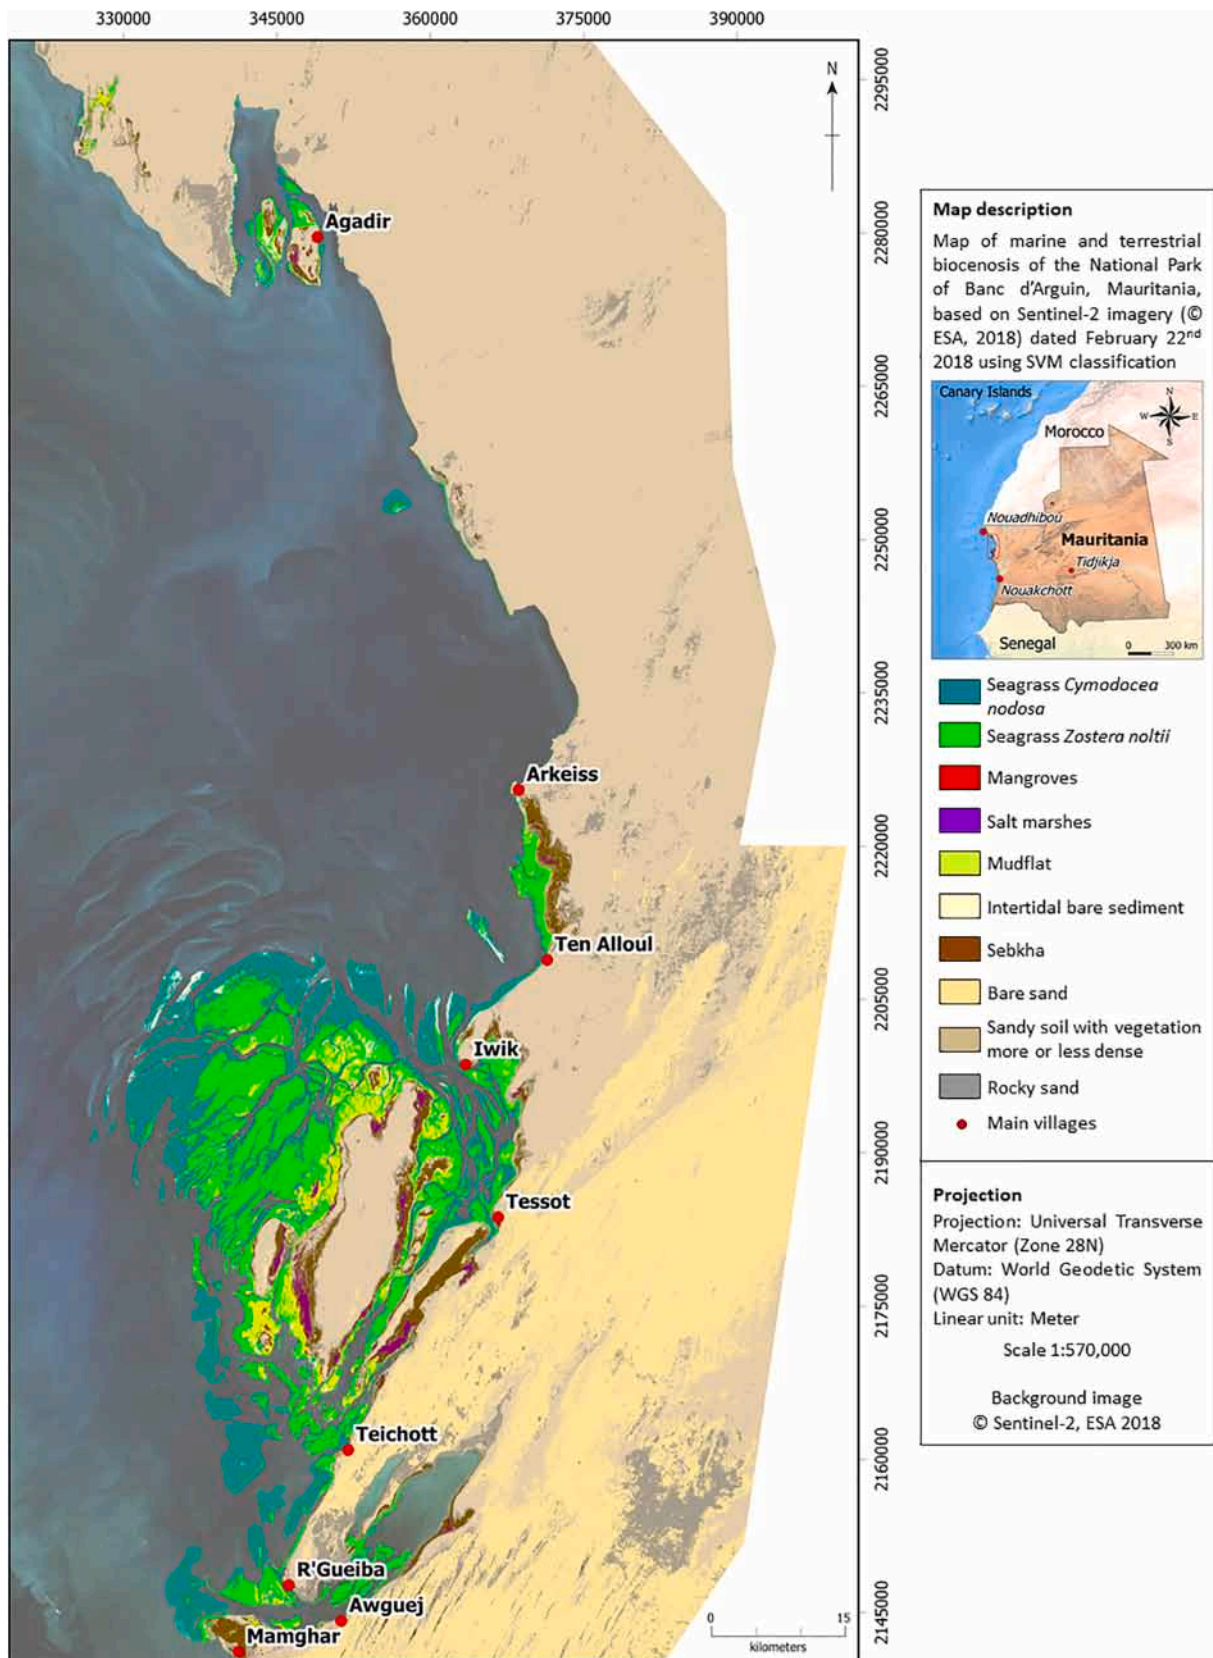 330000 345000 360000 375000 390000
N
2295000
2280000
2265000
2250000
2235000
2220000
2205000
2190000
2175000
2160000
2145000
Agadir
Arkeiss
Ten Alloul
Iwik
Tessot
Teichott
R'Gueiba
Awguej
Mamghar
0 15
kilometers
Map description
Map of marine and terrestrial
biocenosis of the National Park
of Banc d'Arguin, Mauritania,
based on Sentinel-2 imagery (©
ESA, 2018) dated February 22nd
2018 using SVM classification
Canary Islands
N
W E
S
Morocco
Nouadhibou
Mauritania
Tidjikja
Nouakchott
Senegal
0 300 km
Seagrass Cymodocea
nodosa
Seagrass Zostera noltii
Mangroves
Salt marshes
Mudflat
Intertidal bare sediment
Sebkha
Bare sand
Sandy soil with vegetation
more or less dense
Rocky sand
Main villages
Projection
Projection: Universal Transverse
Mercator (Zone 28N)
Datum: World Geodetic System
(WGS 84)
Linear unit: Meter
Scale 1:570,000
Background image
© Sentinel-2, ESA 2018